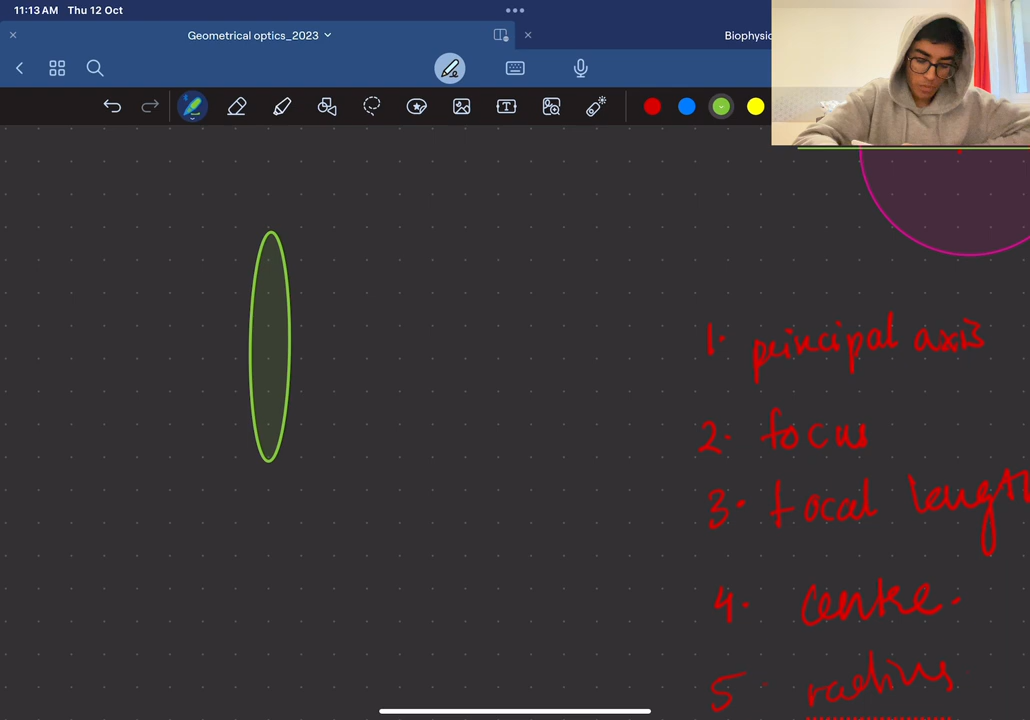 11:13 AM Thu 12 Oct
Geometrical optics_2023
Biophysic
1. principal axis
2. focus
3. focal length
4. centre.
5. radius